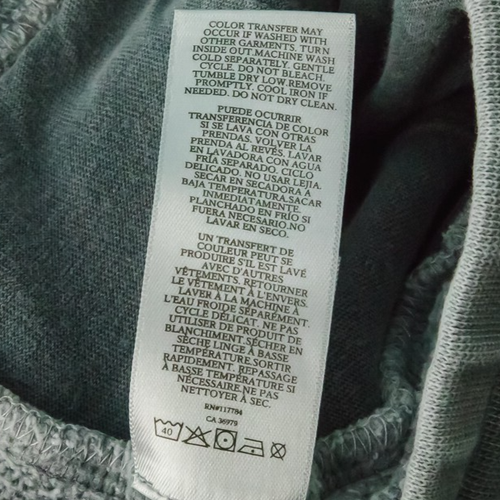 COLOR TRANSFER MAY
OCCUR IF WASHED WITH
OTHER GARMENTS. TURN
INSIDE OUT.MACHINE WASH
COLD SEPARATELY. GENTLE
CYCLE. DO NOT BLEACH.
TUMBLE DRY LOW.REMOVE
PROMPTLY. COOL IRON IF
NEEDED. DO NOT DRY CLEAN.
PUEDE OCURRIR
TRANSFERENCIA DE COLOR
SI SE LAVA CON OTRAS
PRENDAS. VOLVER LA
PRENDA AL REVÉS. LAVAR
EN LAVADORA CON AGUA
FRÍA SEPARADO. CICLO
DELICADO. NO USAR LEJIA.
SECAR EN SECADORA A
BAJA TEMPERATURA.SACAR
INMEDIATAMENTE.
PLANCHADO EN FRÍO SI
FUERA NECESARIO.NO
LAVAR EN SECO.
UN TRANSFERT DE
COULEUR PEUT SE
PRODUIRE S'IL EST LAVÉ
AVEC D'AUTRES
VÊTEMENTS. RETOURNER
LE VÊTEMENT À L'ENVERS.
LAVER À LA MACHINE À
L'EAU FROIDE SÉPARÉMENT.
CYCLE DÉLICAT. NE PAS
UTILISER DE PRODUIT DE
BLANCHIMENT.SÉCHER EN
SÈCHE LINGE À BASSE
TEMPÉRATURE SORTIR
RAPIDEMENT. REPASSAGE
À BASSE TEMPÉRATURE SI
NÉCESSAIRE.NE PAS
NETTOYER À SEC.
RN#117784
CA 36979
40